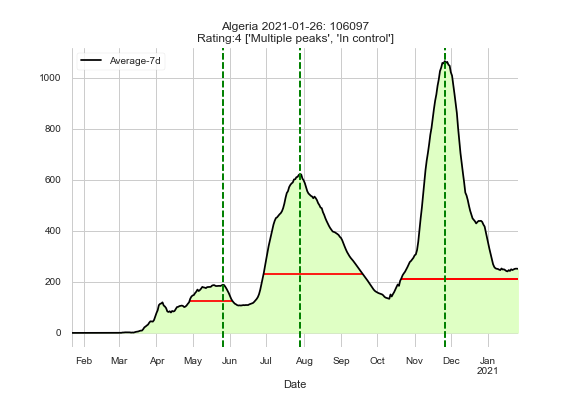 Algeria 2021-01-26: 106097
Rating:4 ['Multiple peaks', 'In control']
Average-7d
1000
800
600
400
200
0
Feb Mar Apr May Jun Jul Aug Sep Oct Nov Dec Jan
2021
Date